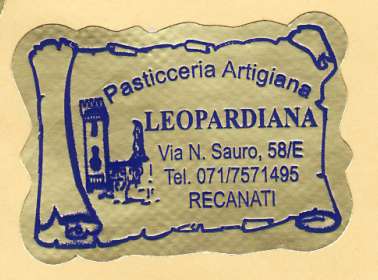 Pasticceria Artigiana
LEOPARDIANA
Via N. Sauro, 58/E
Tel. 071/7571495
RECANATI